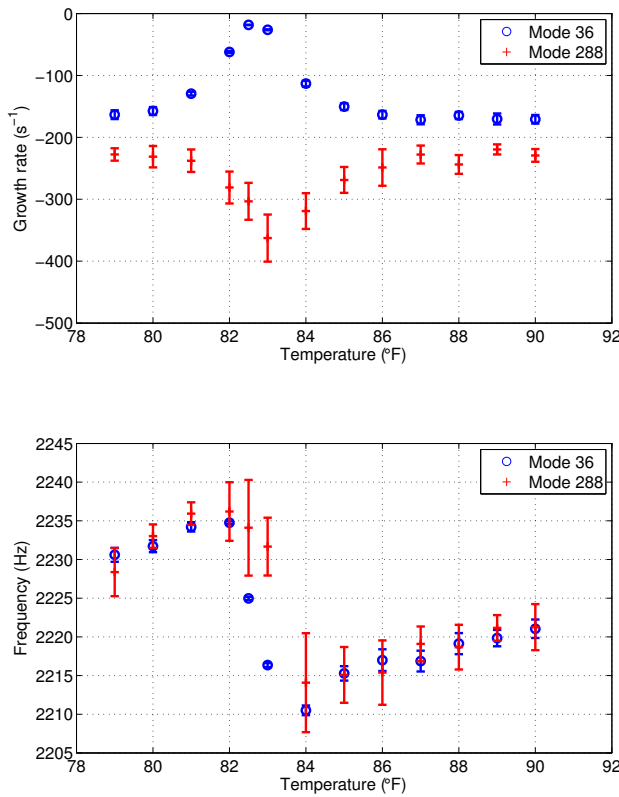 0
−100
−200
−300
−400
−500
Growth rate (s⁻¹)
78 80 82 84 86 88 90 92
Temperature (°F)
Mode 36
Mode 288
2245
2240
2235
2230
2225
2220
2215
2210
2205
Frequency (Hz)
78 80 82 84 86 88 90 92
Temperature (°F)
Mode 36
Mode 288